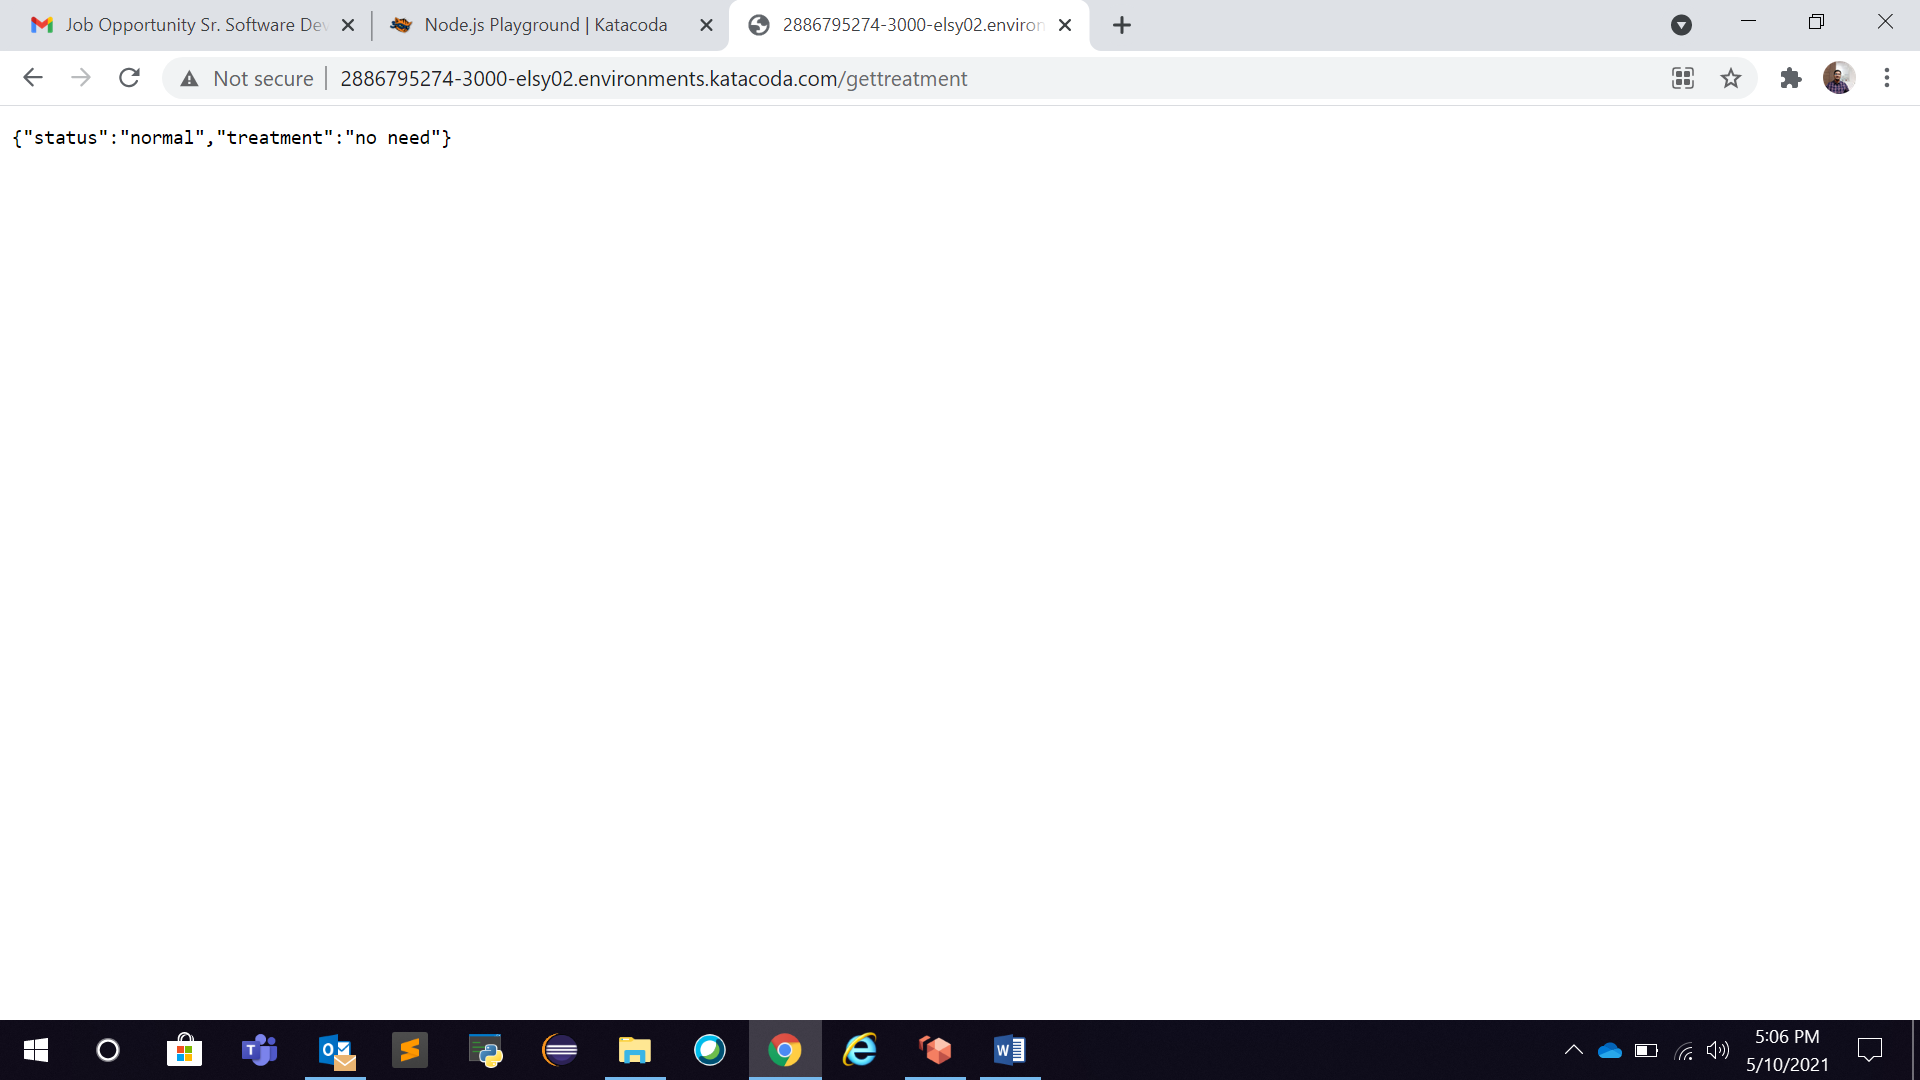 Job Opportunity Sr. Software Dev
Node.js Playground | Katacoda
2886795274-3000-elsy02.environ
Not secure
2886795274-3000-elsy02.environments.katacoda.com/gettreatment
{"status":"normal","treatment":"no need"}
5:06 PM
5/10/2021